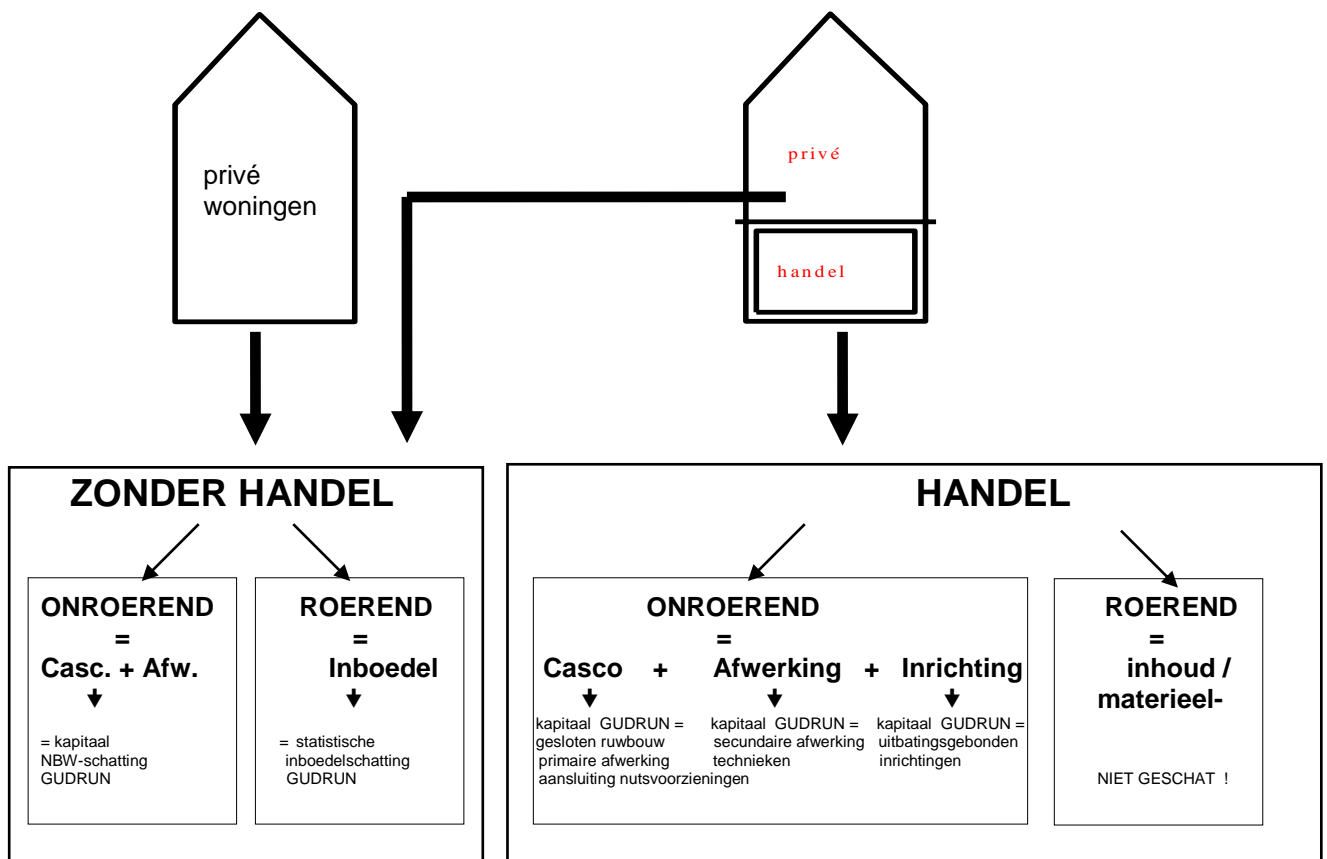 privé
woningen
privé
handel
ZONDER HANDEL
ONROEREND
=
Casc. + Afw.
= kapitaal
NBW-schatting
GUDRUN
ROEREND
=
Inboedel
= statistische
inboedelschatting
GUDRUN
HANDEL
ONROEREND
=
Casco + Afwerking + Inrichting
kapitaal GUDRUN =
gesloten ruwbouw
primaire afwerking
aansluiting nutsvoorzieningen
kapitaal GUDRUN =
secundaire afwerking
technieken
kapitaal GUDRUN =
uitbatingsgebonden
inrichtingen
ROEREND
=
inhoud /
materieel-
NIET GESCHAT !